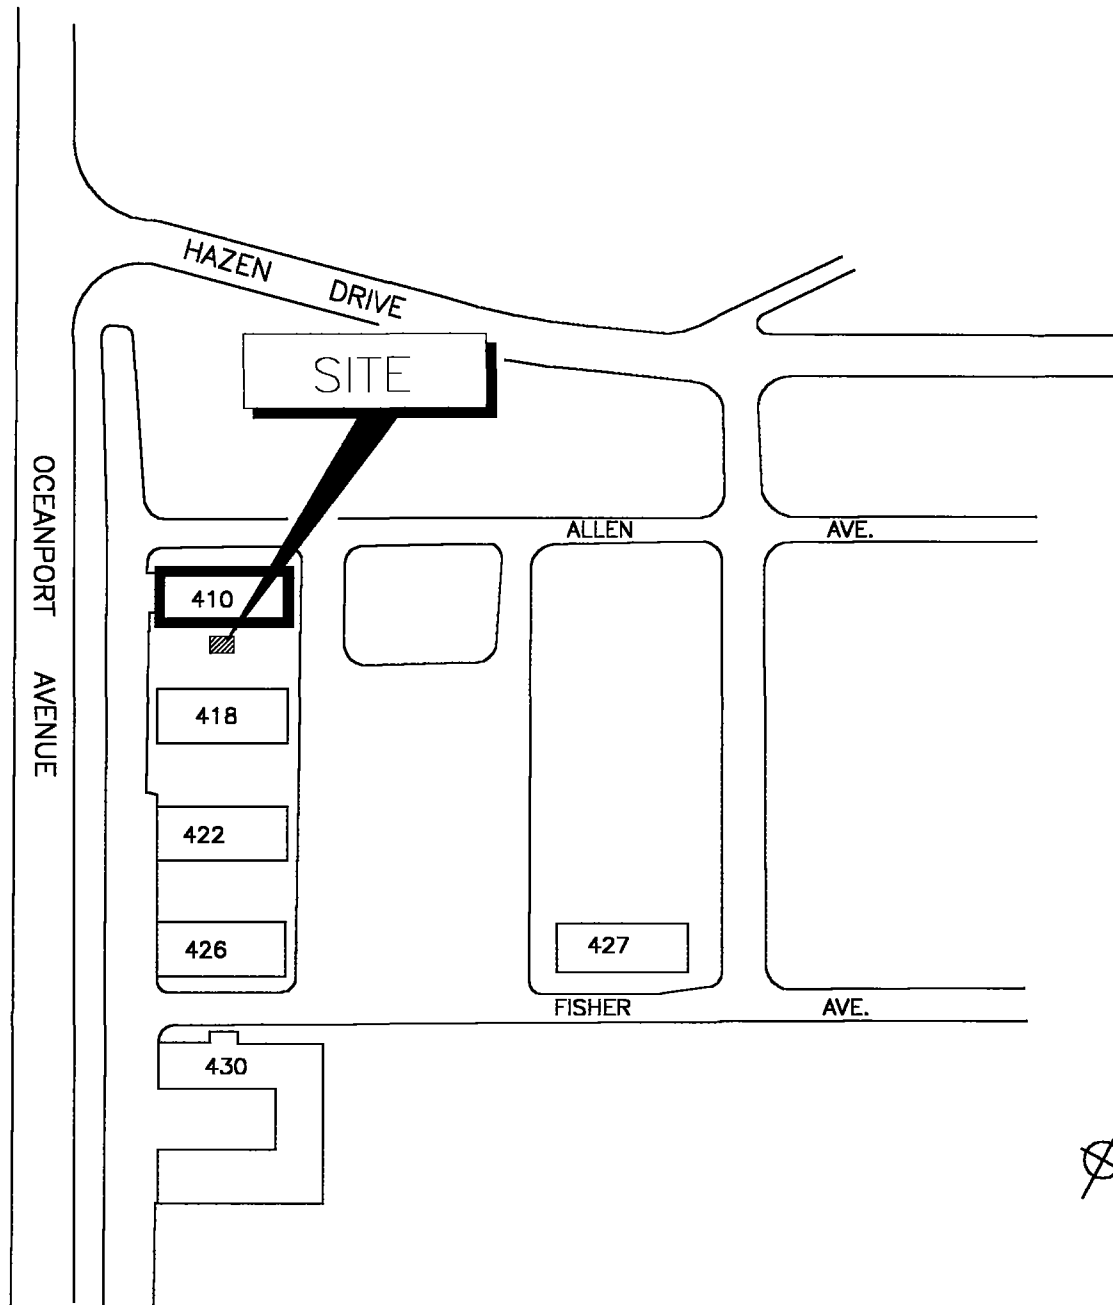 HAZEN DRIVE
SITE
OCEANPORT AVENUE
ALLEN AVE.
410
418
422
426
427
FISHER AVE.
430